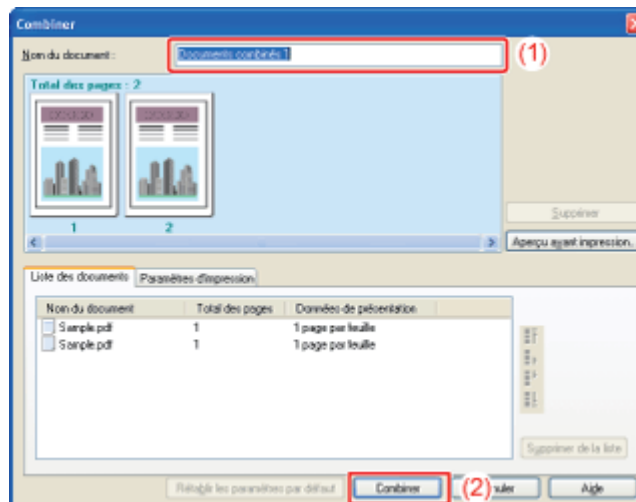 Combiner
Nom du document :
Documents combinés 1
(1)
Total des pages : 2
1
2
Supprimer
Aperçu avant impression.
Liste des documents
Paramètres d'impression
Nom du document Total des pages Données de présentation
Sample.pdf 1 1 page par feuille
Sample.pdf 1 1 page par feuille
Supprimer de la liste
Rétablir les paramètres par défaut
Combiner
(2)
nuler
Aide